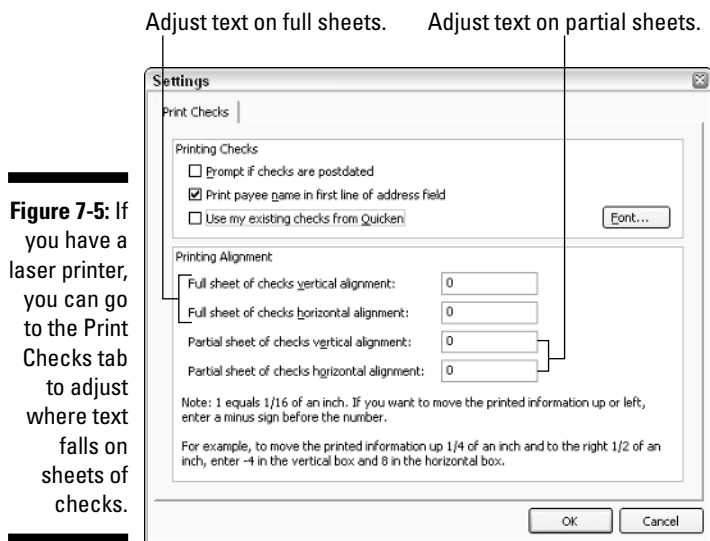 Adjust text on full sheets. Adjust text on partial sheets.
Settings
Print Checks
Printing Checks
Prompt if checks are postdated
Print payee name in first line of address field
Use my existing checks from Quicken
Font...
Printing Alignment
Full sheet of checks vertical alignment: 0
Full sheet of checks horizontal alignment: 0
Partial sheet of checks vertical alignment: 0
Partial sheet of checks horizontal alignment: 0
Note: 1 equals 1/16 of an inch. If you want to move the printed information up or left,
enter a minus sign before the number.
For example, to move the printed information up 1/4 of an inch and to the right 1/2 of an
inch, enter -4 in the vertical box and 8 in the horizontal box.
OK Cancel
Figure 7-5: If
you have a
laser printer,
you can go
to the Print
Checks tab
to adjust
where text
falls on
sheets of
checks.